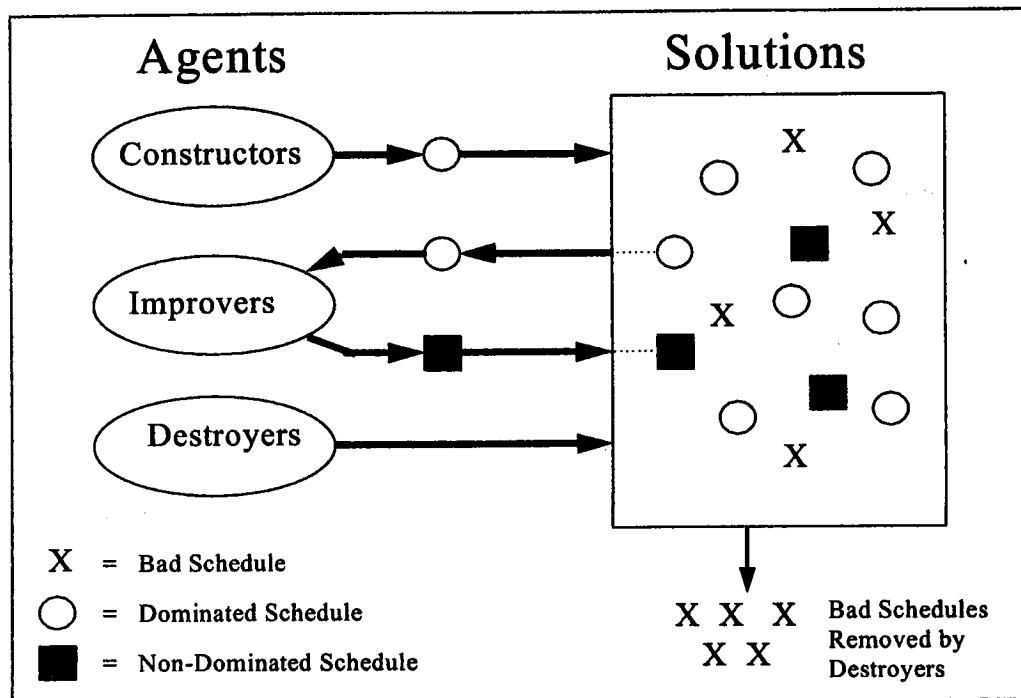 Agents
Solutions
Constructors
Improvers
Destroyers
X
X
X
X
X = Bad Schedule
= Dominated Schedule
= Non-Dominated Schedule
X X X
X X
Bad Schedules
Removed by
Destroyers